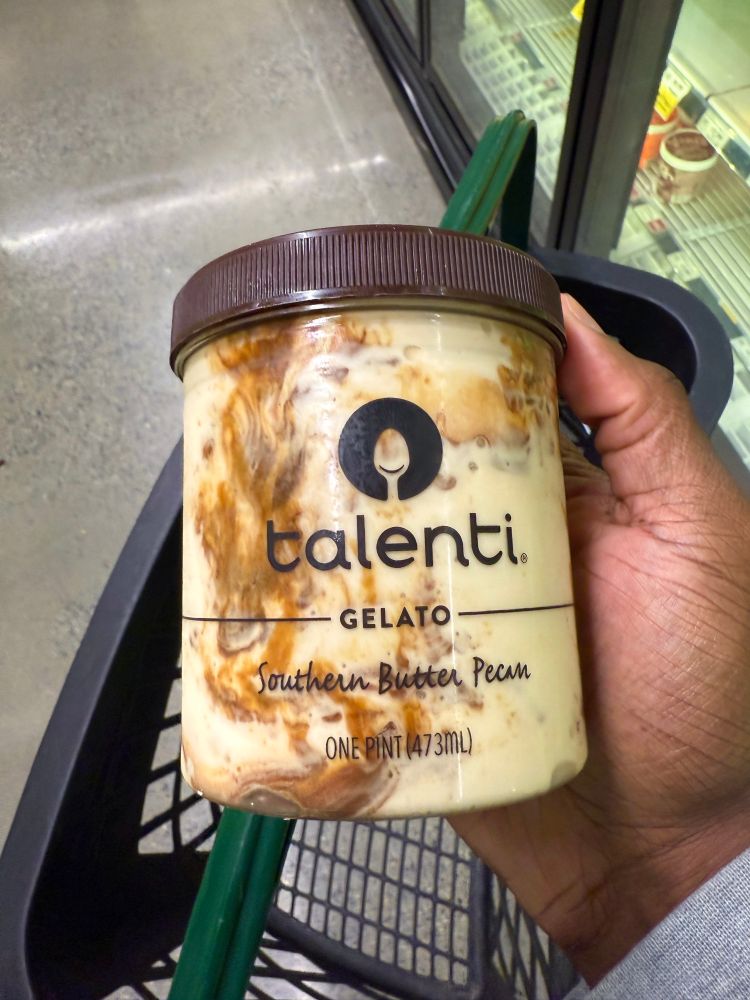 talenti®
GELATO
Southern Butter Pecan
ONE PINT (473mL)